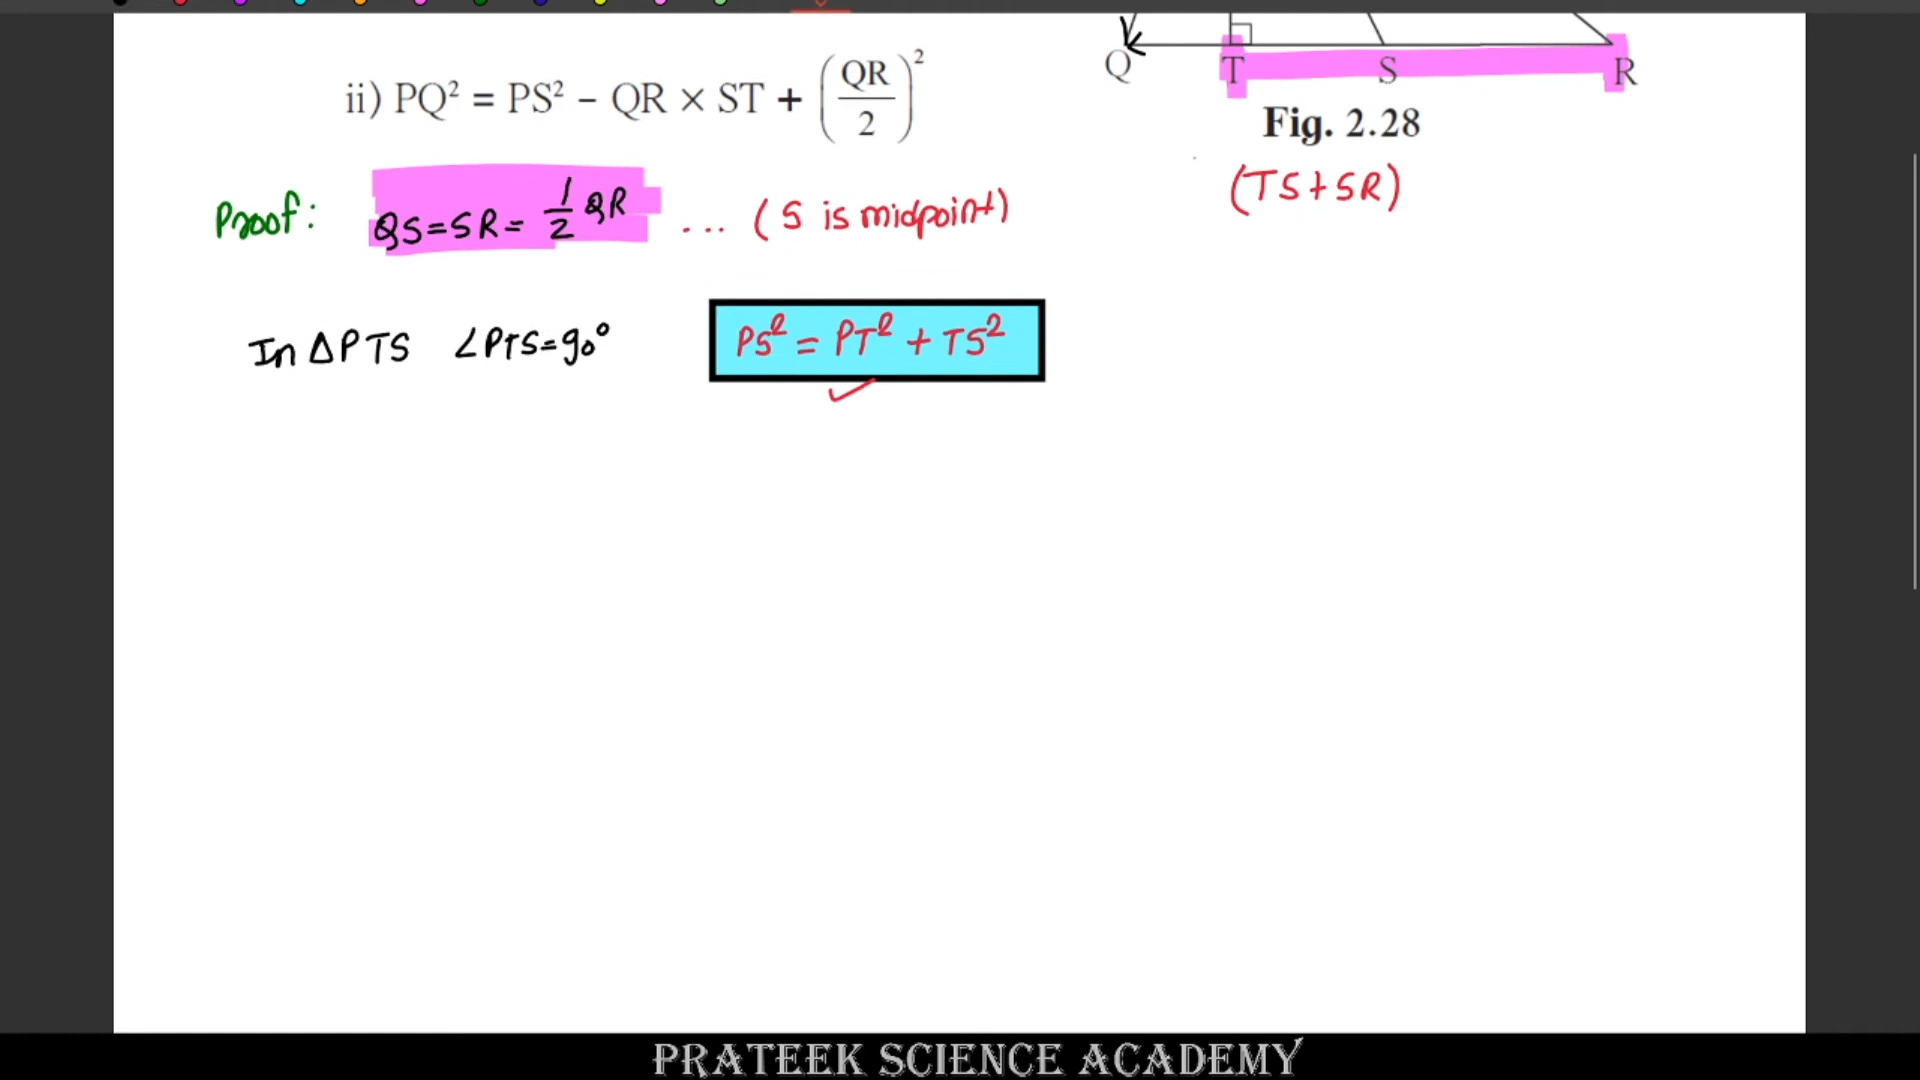 ii) PQ² = PS² − QR × ST + (QR/2)²
Q T S R
Fig. 2.28
(TS+SR)
Proof: QS=SR= 1/2 QR ... (S is midpoint)
In ΔPTS ∠PTS=90° PS² = PT² + TS²
PRATEEK SCIENCE ACADEMY